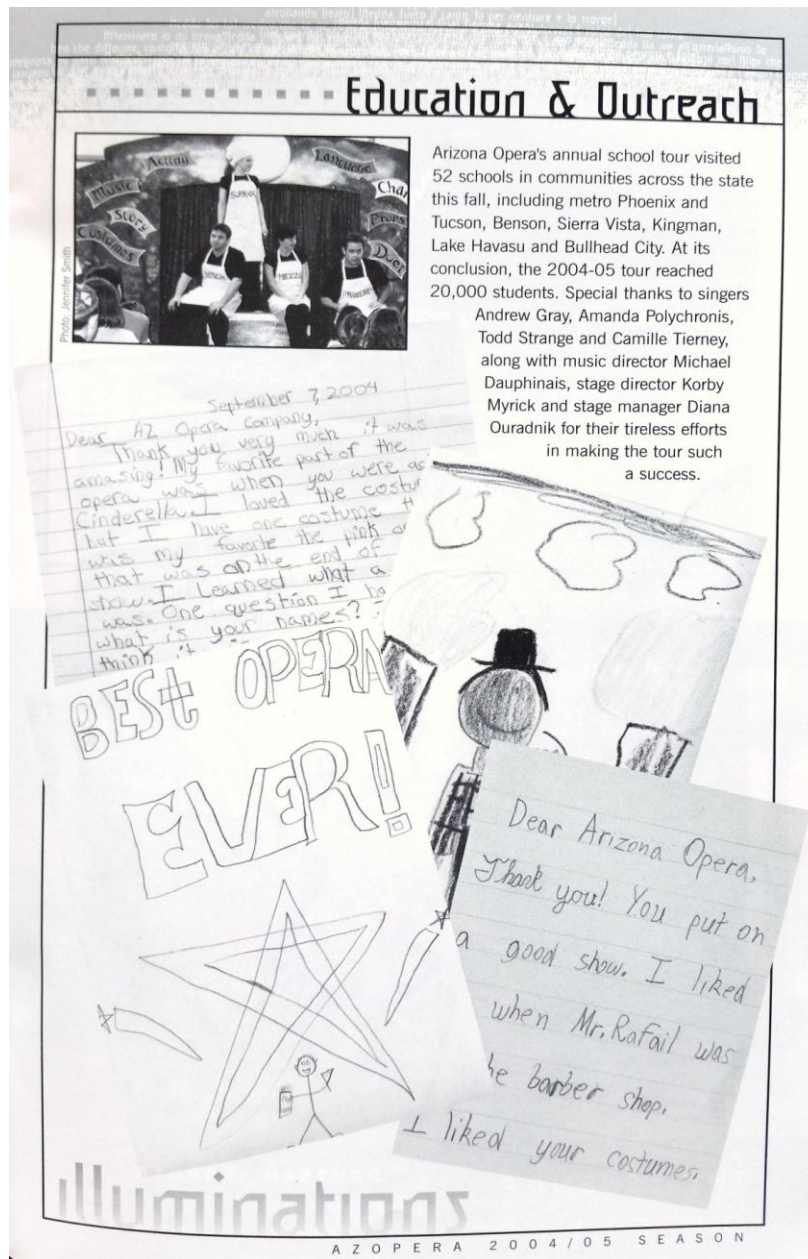 Education & Outreach
Acting
Language
Music
Story
Costumes
Props
Duet
SOPRANO
MEZZO
Photo: Jennifer Smith
Arizona Opera's annual school tour visited
52 schools in communities across the state
this fall, including metro Phoenix and
Tucson, Benson, Sierra Vista, Kingman,
Lake Havasu and Bullhead City. At its
conclusion, the 2004-05 tour reached
20,000 students. Special thanks to singers
Andrew Gray, Amanda Polychronis,
Todd Strange and Camille Tierney,
along with music director Michael
Dauphinais, stage director Korby
Myrick and stage manager Diana
Ouradnik for their tireless efforts
in making the tour such
a success.
September 7, 2004
Dear AZ Opera Company,
Thank you very much it was
amazing! My favorite part of the
opera was when you were as
Cinderella. I loved the costu
but I have one costume th
was my favorite the pink
that was on the end of
show. I learned what a
was. One question I ha
what is your names?
think it
BEST OPERA
EVER!
Dear Arizona Opera,
Thank you! You put on
a good show. I liked
when Mr. Rafail was
he barber shop.
I liked your costumes.
illuminations
AZOPERA 2004/05 SEASON